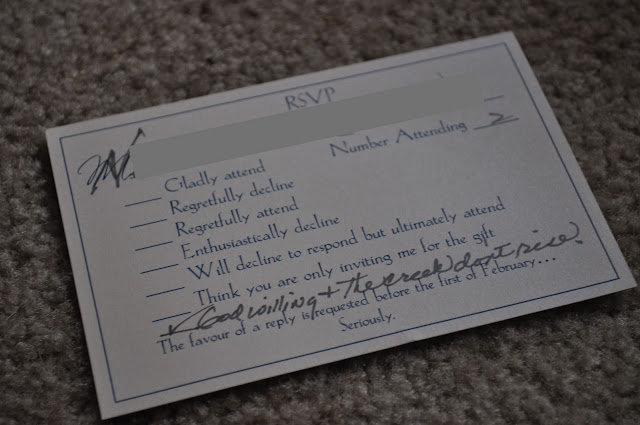 RSVP
Number Attending 2
Gladly attend
Regretfully decline
Regretfully attend
Enthusiastically decline
Will decline to respond but ultimately attend
Think you are only inviting me for the gift
God willing + the creek dont rise.
The favour of a reply is requested before the first of February...
Seriously.